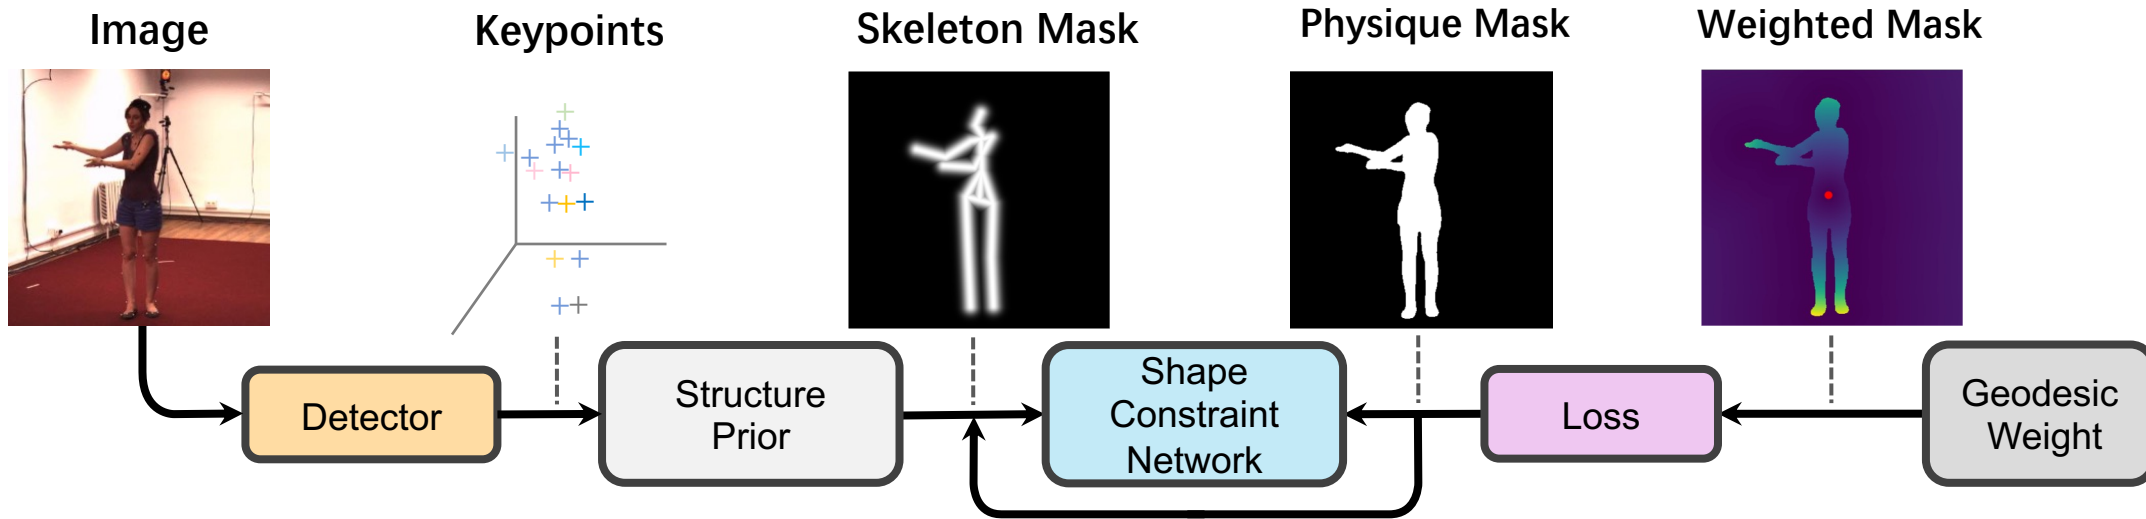 Image
Keypoints
Skeleton Mask
Physique Mask
Weighted Mask
Detector
Structure
Prior
Shape
Constraint
Network
Loss
Geodesic
Weight